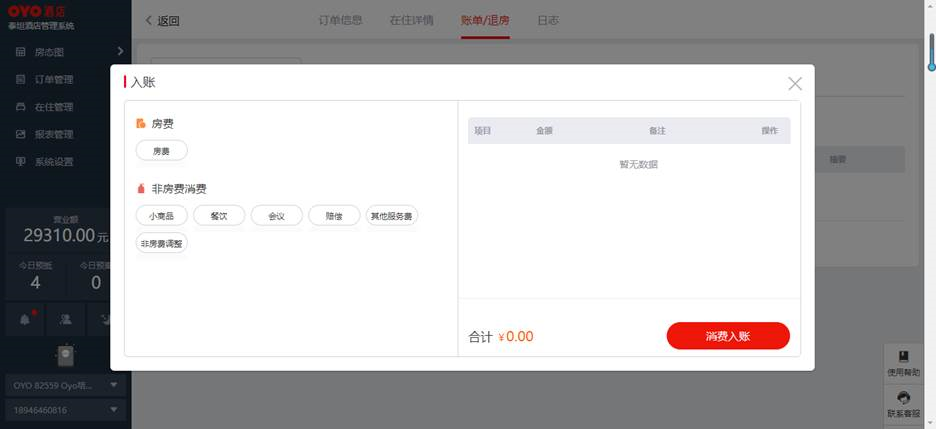 OYO 酒店
泰坦酒店管理系统
返回
订单信息 在住详情 账单/退房 日志
房态图
订单管理
在住管理
报表管理
系统设置
营业额
29310.00元
今日预抵
4
今日预
0
OYO 82559 Oyo培...
18946460816
入账
房费
房费
非房费消费
小商品 餐饮 会议 赔偿 其他服务费
非房费调整
项目 金额 备注 操作
暂无数据
合计 ¥0.00
消费入账
摘要
使用帮助
联系客服